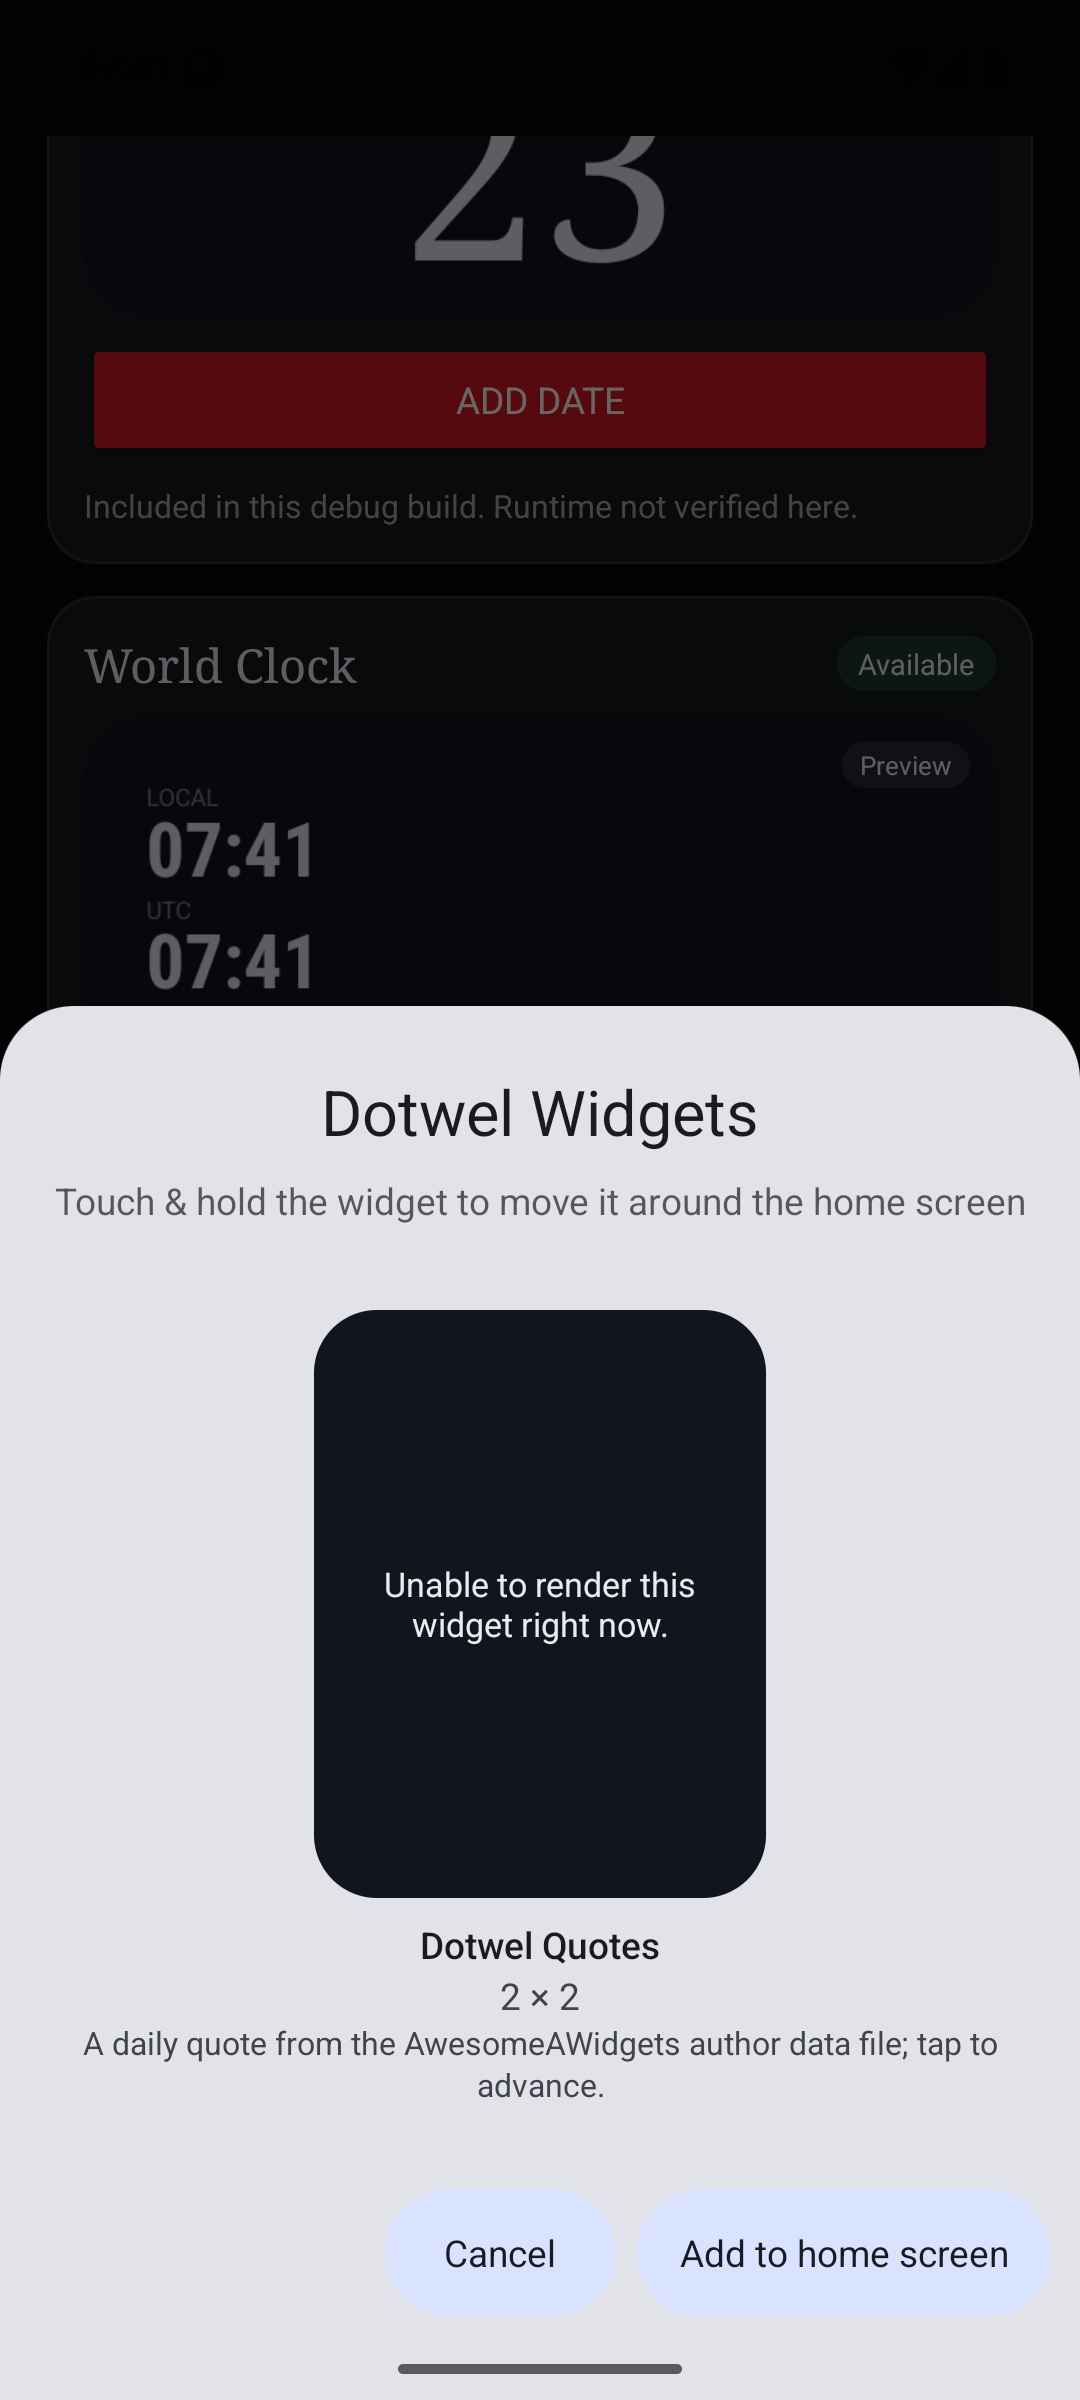 23
ADD DATE
Included in this debug build. Runtime not verified here.
World Clock
Available
Preview
LOCAL
07:41
UTC
07:41
Dotwel Widgets
Touch & hold the widget to move it around the home screen
Unable to render this
widget right now.
Dotwel Quotes
2 × 2
A daily quote from the AwesomeAWidgets author data file; tap to
advance.
Cancel
Add to home screen